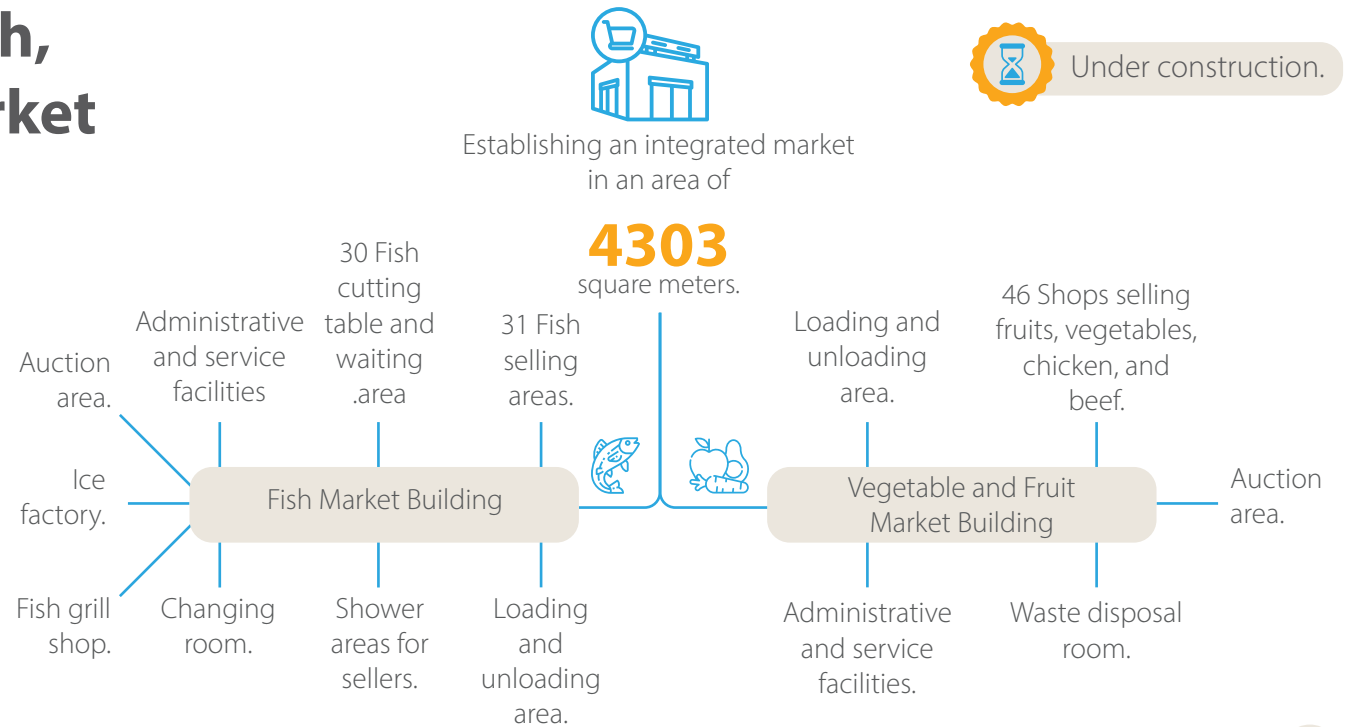 h,
rket
Under construction.
Establishing an integrated market
in an area of
4303
square meters.
Auction
area.
Administrative
and service
facilities
30 Fish
cutting
table and
waiting
.area
31 Fish
selling
areas.
Loading and
unloading
area.
46 Shops selling
fruits, vegetables,
chicken, and
beef.
Ice
factory.
Fish Market Building
Vegetable and Fruit
Market Building
Auction
area.
Fish grill
shop.
Changing
room.
Shower
areas for
sellers.
Loading
and
unloading
area.
Administrative
and service
facilities.
Waste disposal
room.